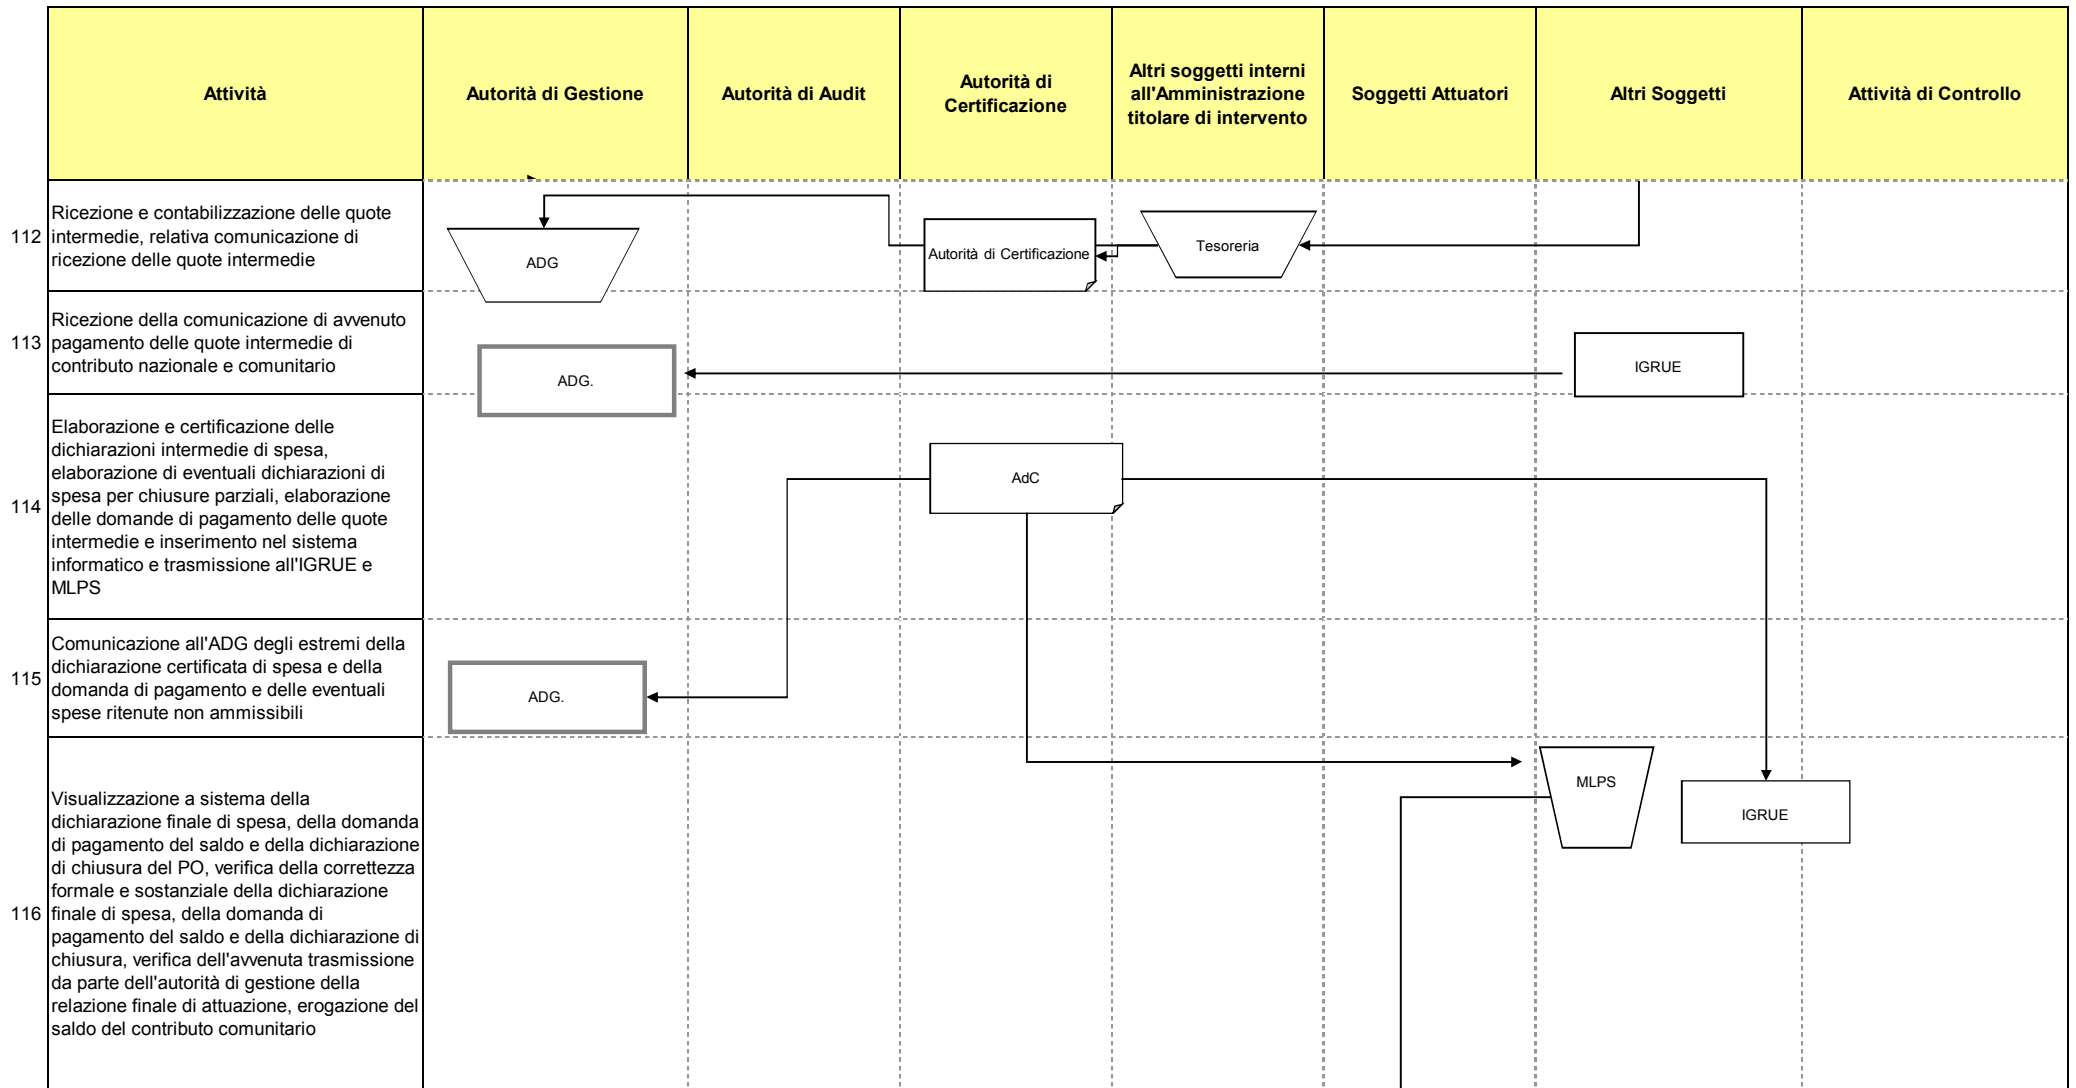 Attività
Autorità di Gestione
Autorità di Audit
Autorità di
Certificazione
Altri soggetti interni
all'Amministrazione
titolare di intervento
Soggetti Attuatori
Altri Soggetti
Attività di Controllo
112
Ricezione e contabilizzazione delle quote
intermedie, relativa comunicazione di
ricezione delle quote intermedie
ADG
Autorità di Certificazione
Tesoreria
113
Ricezione della comunicazione di avvenuto
pagamento delle quote intermedie di
contributo nazionale e comunitario
ADG.
IGRUE
114
Elaborazione e certificazione delle
dichiarazioni intermedie di spesa,
elaborazione di eventuali dichiarazioni di
spesa per chiusure parziali, elaborazione
delle domande di pagamento delle quote
intermedie e inserimento nel sistema
informatico e trasmissione all'IGRUE e
MLPS
AdC
115
Comunicazione all'ADG degli estremi della
dichiarazione certificata di spesa e della
domanda di pagamento e delle eventuali
spese ritenute non ammissibili
ADG.
116
Visualizzazione a sistema della
dichiarazione finale di spesa, della domanda
di pagamento del saldo e della dichiarazione
di chiusura del PO, verifica della correttezza
formale e sostanziale della dichiarazione
finale di spesa, della domanda di
pagamento del saldo e della dichiarazione di
chiusura, verifica dell'avvenuta trasmissione
da parte dell'autorità di gestione della
relazione finale di attuazione, erogazione del
saldo del contributo comunitario
MLPS
IGRUE